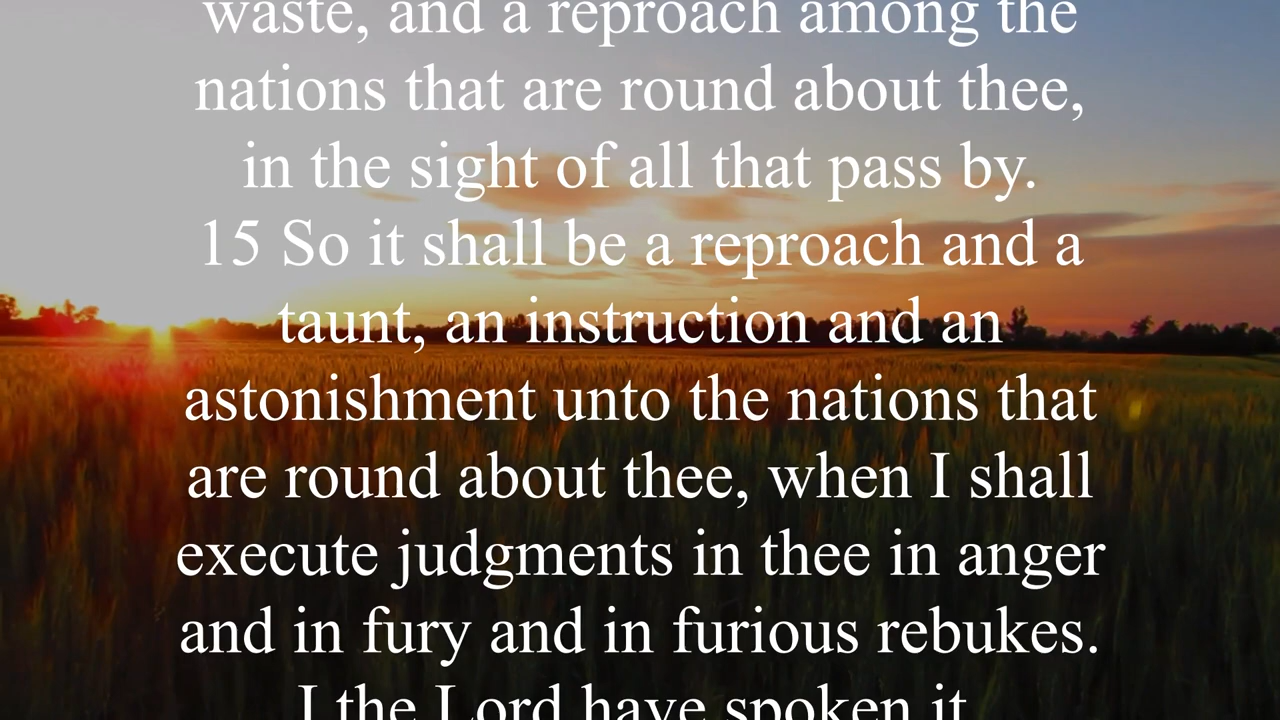 waste, and a reproach among the
nations that are round about thee,
in the sight of all that pass by.
15 So it shall be a reproach and a
taunt, an instruction and an
astonishment unto the nations that
are round about thee, when I shall
execute judgments in thee in anger
and in fury and in furious rebukes.
I the Lord have spoken it